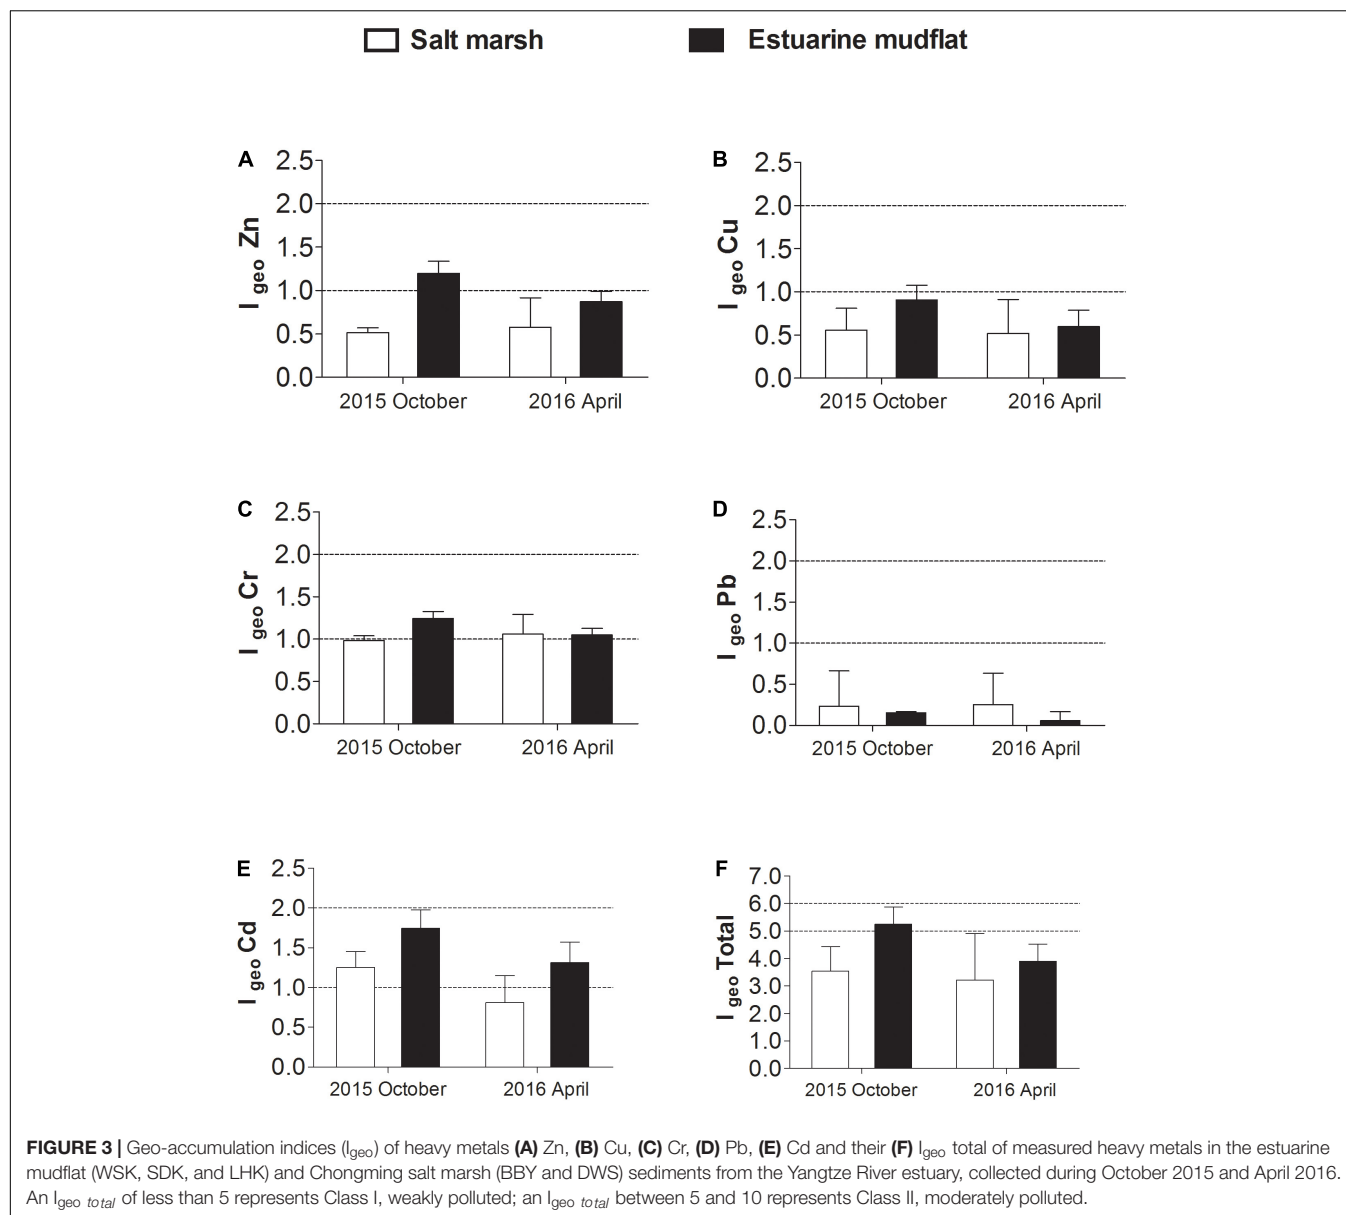 Salt marsh Estuarine mudflat
A
2.5
2.0
1.5
1.0
0.5
0.0
I geo Zn
2015 October 2016 April
B
2.5
2.0
1.5
1.0
0.5
0.0
I geo Cu
2015 October 2016 April
C
2.5
2.0
1.5
1.0
0.5
0.0
I geo Cr
2015 October 2016 April
D
2.5
2.0
1.5
1.0
0.5
0.0
I geo Pb
2015 October 2016 April
E
2.5
2.0
1.5
1.0
0.5
0.0
I geo Cd
2015 October 2016 April
F
7.0
6.0
5.0
4.0
3.0
2.0
1.0
0.0
I geo Total
2015 October 2016 April
FIGURE 3 | Geo-accumulation indices (Igeo) of heavy metals (A) Zn, (B) Cu, (C) Cr, (D) Pb, (E) Cd and their (F) Igeo total of measured heavy metals in the estuarine
mudflat (WSK, SDK, and LHK) and Chongming salt marsh (BBY and DWS) sediments from the Yangtze River estuary, collected during October 2015 and April 2016.
An Igeo total of less than 5 represents Class I, weakly polluted; an Igeo total between 5 and 10 represents Class II, moderately polluted.